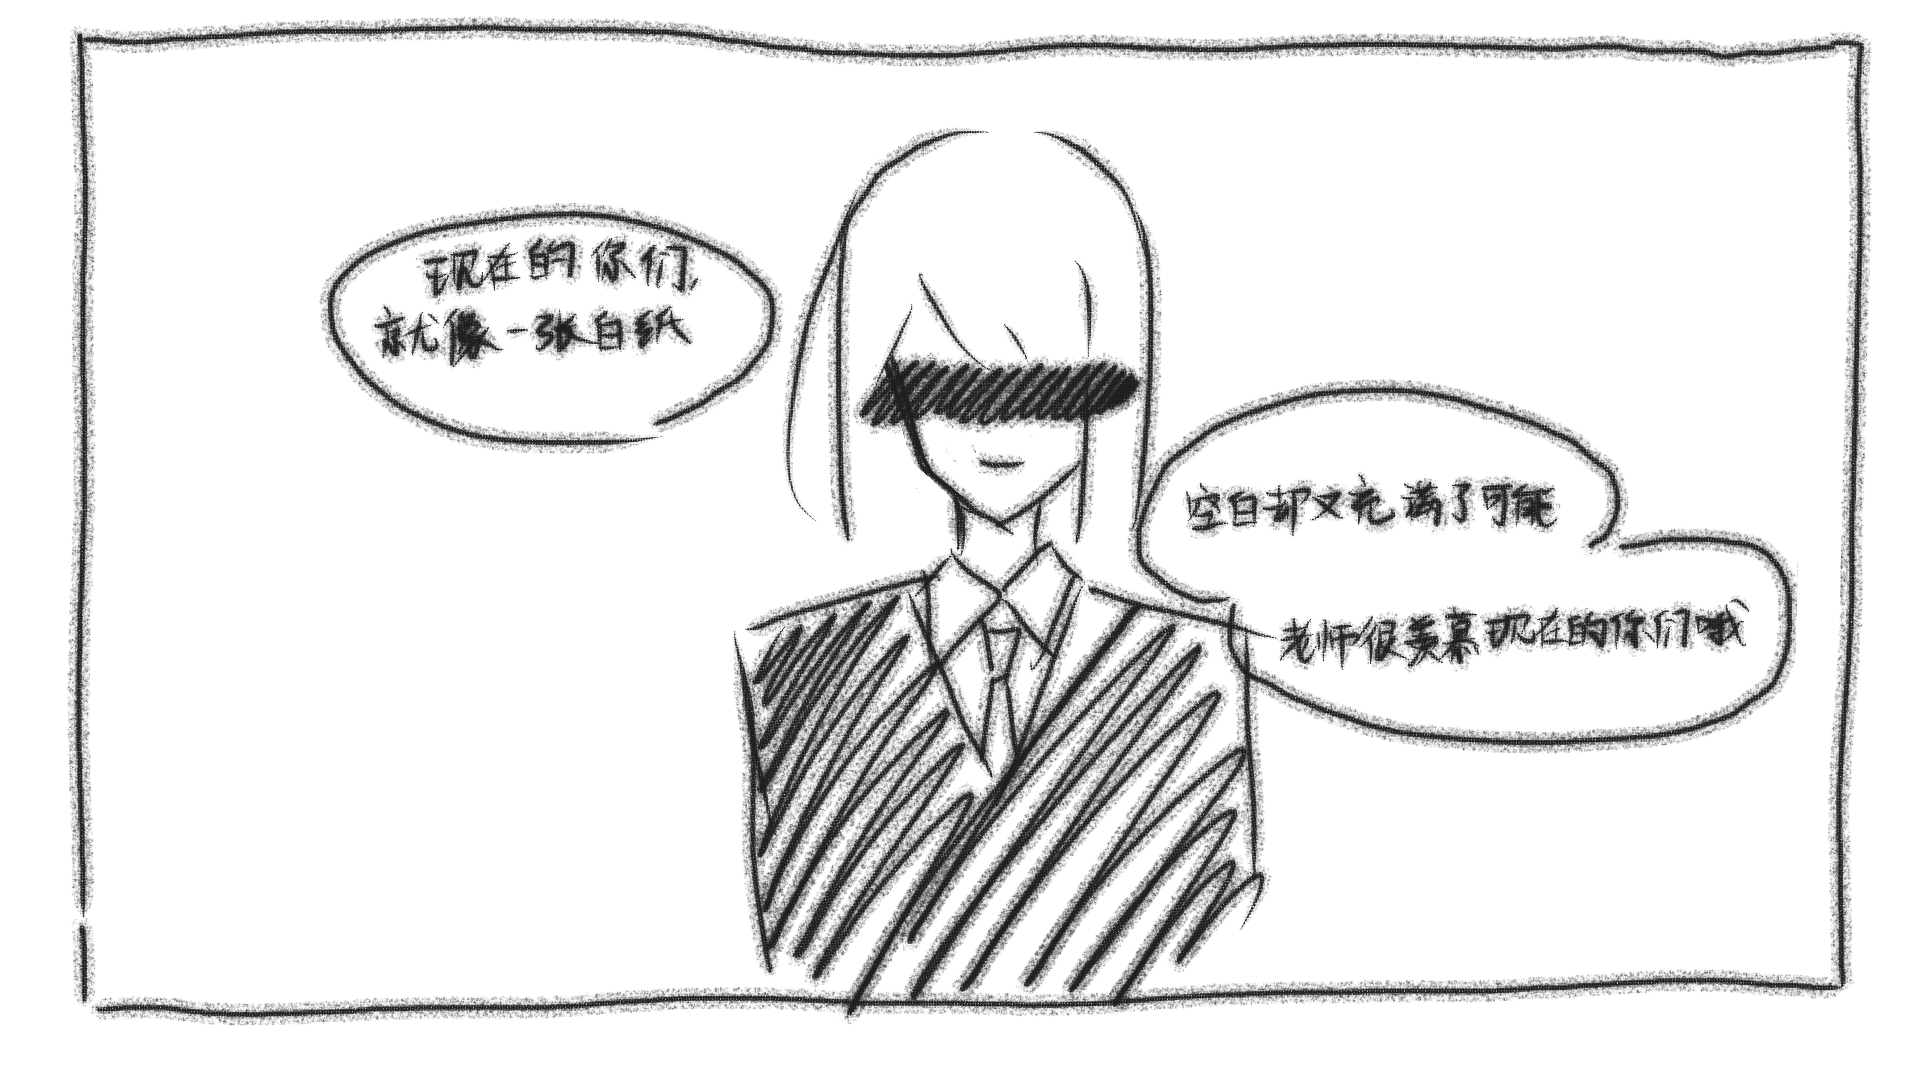 现在的你们,
就像一张白纸
空白却又充满了可能
老师很羡慕现在的你们哦